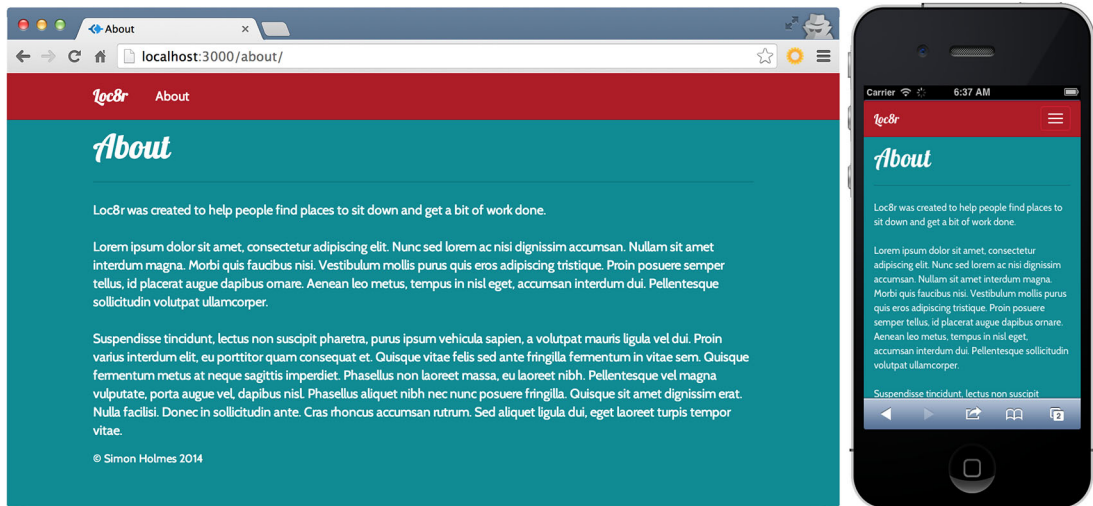 About
localhost:3000/about/
Loc8r About
About
Loc8r was created to help people find places to sit down and get a bit of work done.
Lorem ipsum dolor sit amet, consectetur adipiscing elit. Nunc sed lorem ac nisi dignissim accumsan. Nullam sit amet
interdum magna. Morbi quis faucibus nisi. Vestibulum mollis purus quis eros adipiscing tristique. Proin posuere semper
tellus, id placerat augue dapibus ornare. Aenean leo metus, tempus in nisl eget, accumsan interdum dui. Pellentesque
sollicitudin volutpat ullamcorper.
Suspendisse tincidunt, lectus non suscipit pharetra, purus ipsum vehicula sapien, a volutpat mauris ligula vel dui. Proin
varius interdum elit, eu porttitor quam consequat et. Quisque vitae felis sed ante fringilla fermentum in vitae sem. Quisque
fermentum metus at neque sagittis imperdiet. Phasellus non laoreet massa, eu laoreet nibh. Pellentesque vel magna
vulputate, porta augue vel, dapibus nisl. Phasellus aliquet nibh nec nunc posuere fringilla. Quisque sit amet dignissim erat.
Nulla facilisi. Donec in sollicitudin ante. Cras rhoncus accumsan rutrum. Sed aliquet ligula dui, eget laoreet turpis tempor
vitae.
© Simon Holmes 2014
Carrier 6:37 AM
Loc8r
About
Loc8r was created to help people find places to
sit down and get a bit of work done.
Lorem ipsum dolor sit amet, consectetur
adipiscing elit. Nunc sed lorem ac nisi dignissim
accumsan. Nullam sit amet interdum magna.
Morbi quis faucibus nisi. Vestibulum mollis purus
quis eros adipiscing tristique. Proin posuere
semper tellus, id placerat augue dapibus ornare.
Aenean leo metus, tempus in nisl eget,
accumsan interdum dui. Pellentesque sollicitudin
volutpat ullamcorper.
Suspendisse tincidunt, lectus non suscipit
2